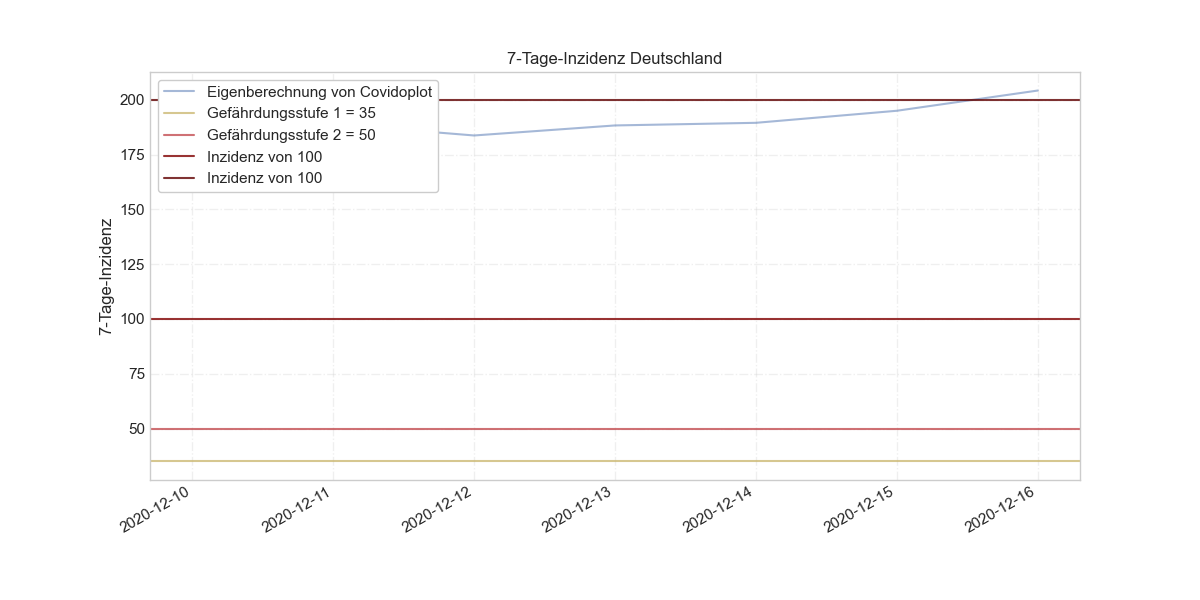 7-Tage-Inzidenz Deutschland
Eigenberechnung von Covidoplot
Gefährdungsstufe 1 = 35
Gefährdungsstufe 2 = 50
Inzidenz von 100
Inzidenz von 100
7-Tage-Inzidenz
200
175
150
125
100
75
50
2020-12-10
2020-12-11
2020-12-12
2020-12-13
2020-12-14
2020-12-15
2020-12-16